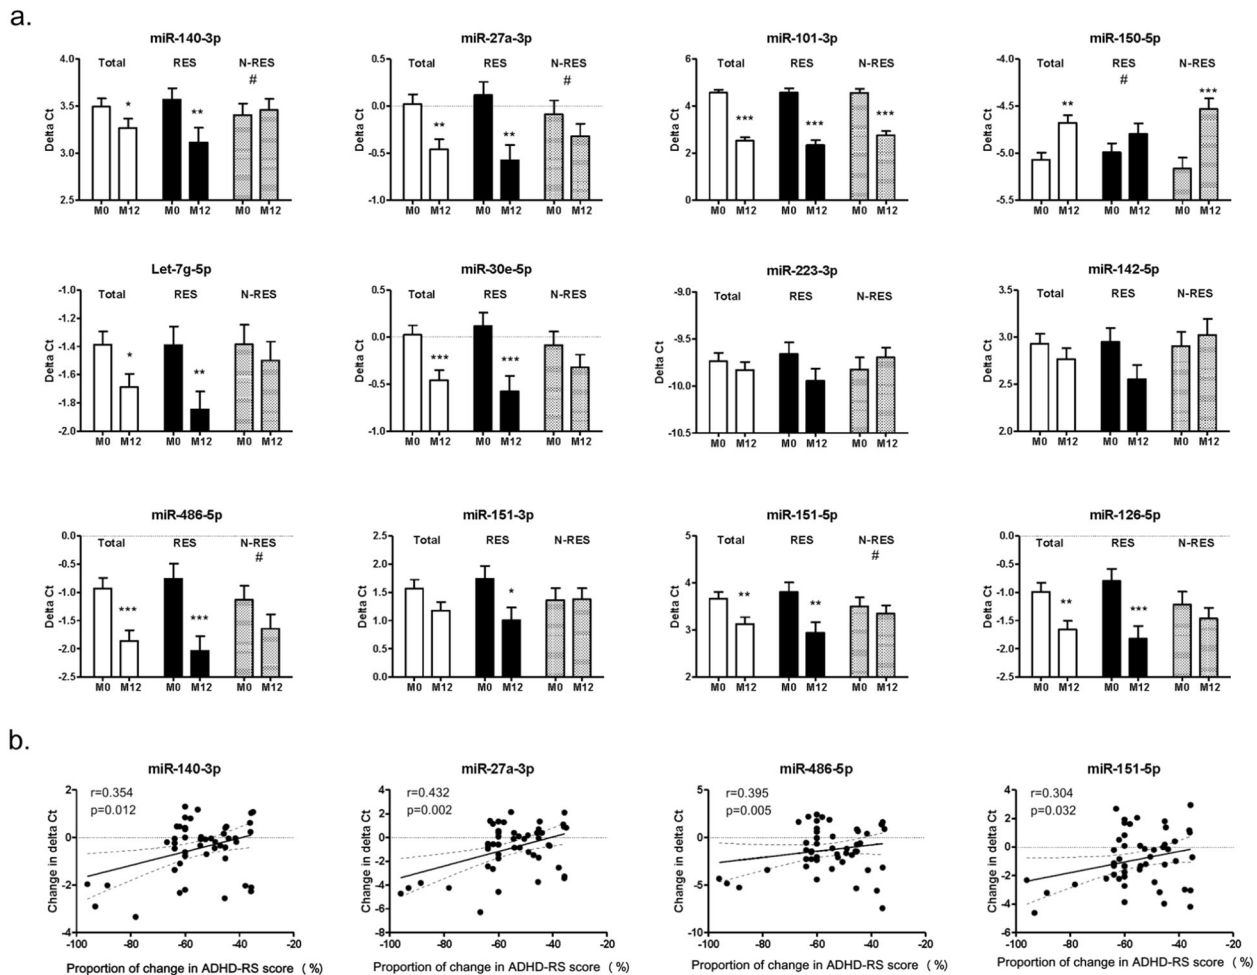 a.
miR-140-3p
Total RES N-RES
#
* **
4.0
3.5
3.0
2.5
Delta Ct
M0 M12 M0 M12 M0 M12
miR-27a-3p
Total RES N-RES
#
** **
0.5
0.0
-0.5
-1.0
Delta Ct
M0 M12 M0 M12 M0 M12
miR-101-3p
Total RES N-RES
*** *** ***
6
4
2
0
Delta Ct
M0 M12 M0 M12 M0 M12
miR-150-5p
Total RES N-RES
#
** ***
-4.0
-4.5
-5.0
-5.5
Delta Ct
M0 M12 M0 M12 M0 M12
Let-7g-5p
Total RES N-RES
* **
-1.0
-1.2
-1.4
-1.6
-1.8
-2.0
Delta Ct
M0 M12 M0 M12 M0 M12
miR-30e-5p
Total RES N-RES
*** ***
0.5
0.0
-0.5
-1.0
Delta Ct
M0 M12 M0 M12 M0 M12
miR-223-3p
Total RES N-RES
-9.0
-9.5
-10.0
-10.5
Delta Ct
M0 M12 M0 M12 M0 M12
miR-142-5p
Total RES N-RES
3.5
3.0
2.5
2.0
Delta Ct
M0 M12 M0 M12 M0 M12
miR-486-5p
Total RES N-RES
#
*** ***
0.0
-0.5
-1.0
-1.5
-2.0
-2.5
Delta Ct
M0 M12 M0 M12 M0 M12
miR-151-3p
Total RES N-RES
*
2.5
2.0
1.5
1.0
0.5
0.0
Delta Ct
M0 M12 M0 M12 M0 M12
miR-151-5p
Total RES N-RES
#
** **
5
4
3
2
Delta Ct
M0 M12 M0 M12 M0 M12
miR-126-5p
Total RES N-RES
** ***
0.0
-0.5
-1.0
-1.5
-2.0
-2.5
Delta Ct
M0 M12 M0 M12 M0 M12
b.
miR-140-3p
r=0.354
p=0.012
2
0
-2
-4
Change in delta Ct
-100 -80 -60 -40 -20
Proportion of change in ADHD-RS score (%)
miR-27a-3p
r=0.432
p=0.002
4
2
0
-2
-4
-6
-8
Change in delta Ct
-100 -80 -60 -40 -20
Proportion of change in ADHD-RS score (%)
miR-486-5p
r=0.395
p=0.005
5
0
-5
-10
Change in delta Ct
-100 -80 -60 -40 -20
Proportion of change in ADHD-RS score (%)
miR-151-5p
r=0.304
p=0.032
4
2
0
-2
-4
-6
Change in delta Ct
-100 -80 -60 -40 -20
Proportion of change in ADHD-RS score (%)